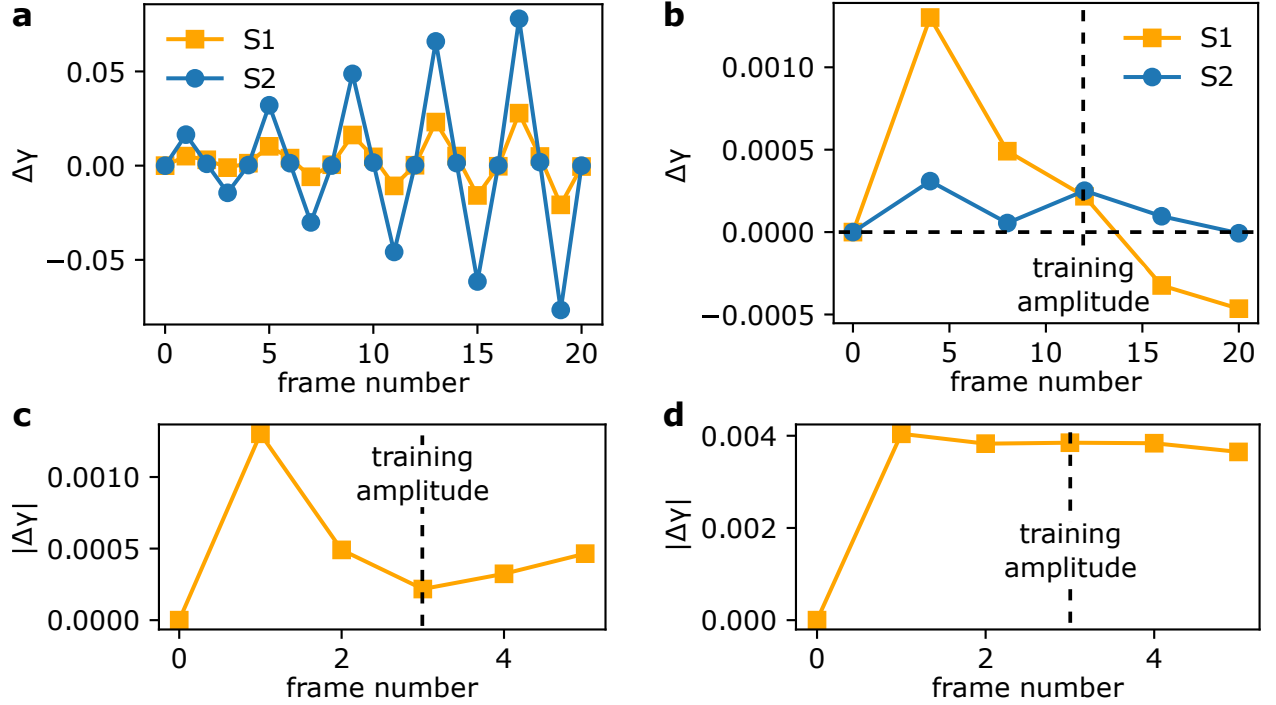 a
S1
S2
0.05
0.00
−0.05
Δγ
0 5 10 15 20
frame number
b
S1
S2
0.0010
0.0005
0.0000
−0.0005
Δγ
training
amplitude
0 5 10 15 20
frame number
c
0.0010
0.0005
0.0000
|Δγ|
training
amplitude
0 2 4
frame number
d
0.004
0.002
0.000
|Δγ|
training
amplitude
0 2 4
frame number